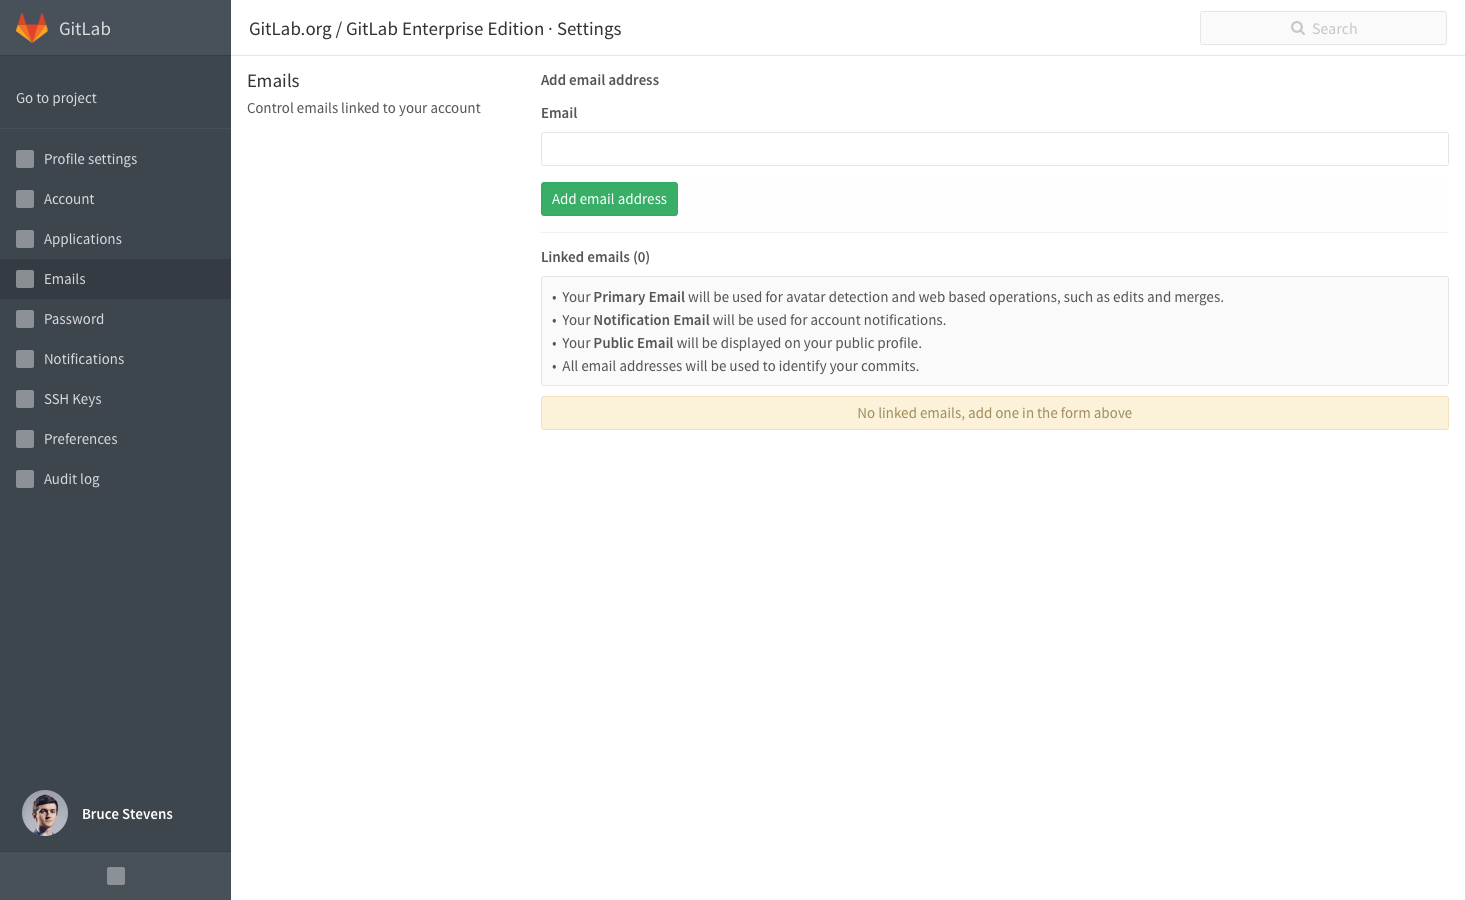 GitLab
GitLab.org / GitLab Enterprise Edition · Settings
Search
Go to project
Profile settings
Account
Applications
Emails
Password
Notifications
SSH Keys
Preferences
Audit log
Bruce Stevens
Emails
Control emails linked to your account
Add email address
Email
Add email address
Linked emails (0)
• Your Primary Email will be used for avatar detection and web based operations, such as edits and merges.
• Your Notification Email will be used for account notifications.
• Your Public Email will be displayed on your public profile.
• All email addresses will be used to identify your commits.
No linked emails, add one in the form above